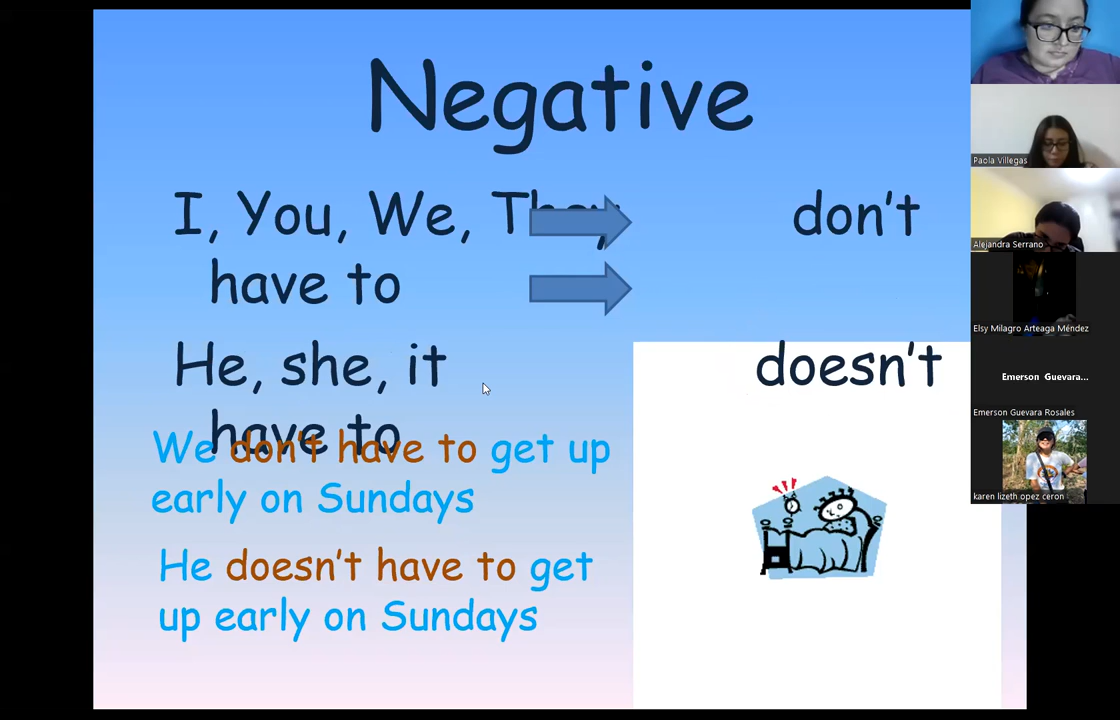 Negative
I, You, We, They don't
have to
He, she, it doesn't
have to
We don't have to get up
early on Sundays
He doesn't have to get
up early on Sundays
Paola Villegas
Alejandra Serrano
Elsy Milagro Arteaga Méndez
Emerson Guevara...
Emerson Guevara Rosales
karen lizeth opez ceron